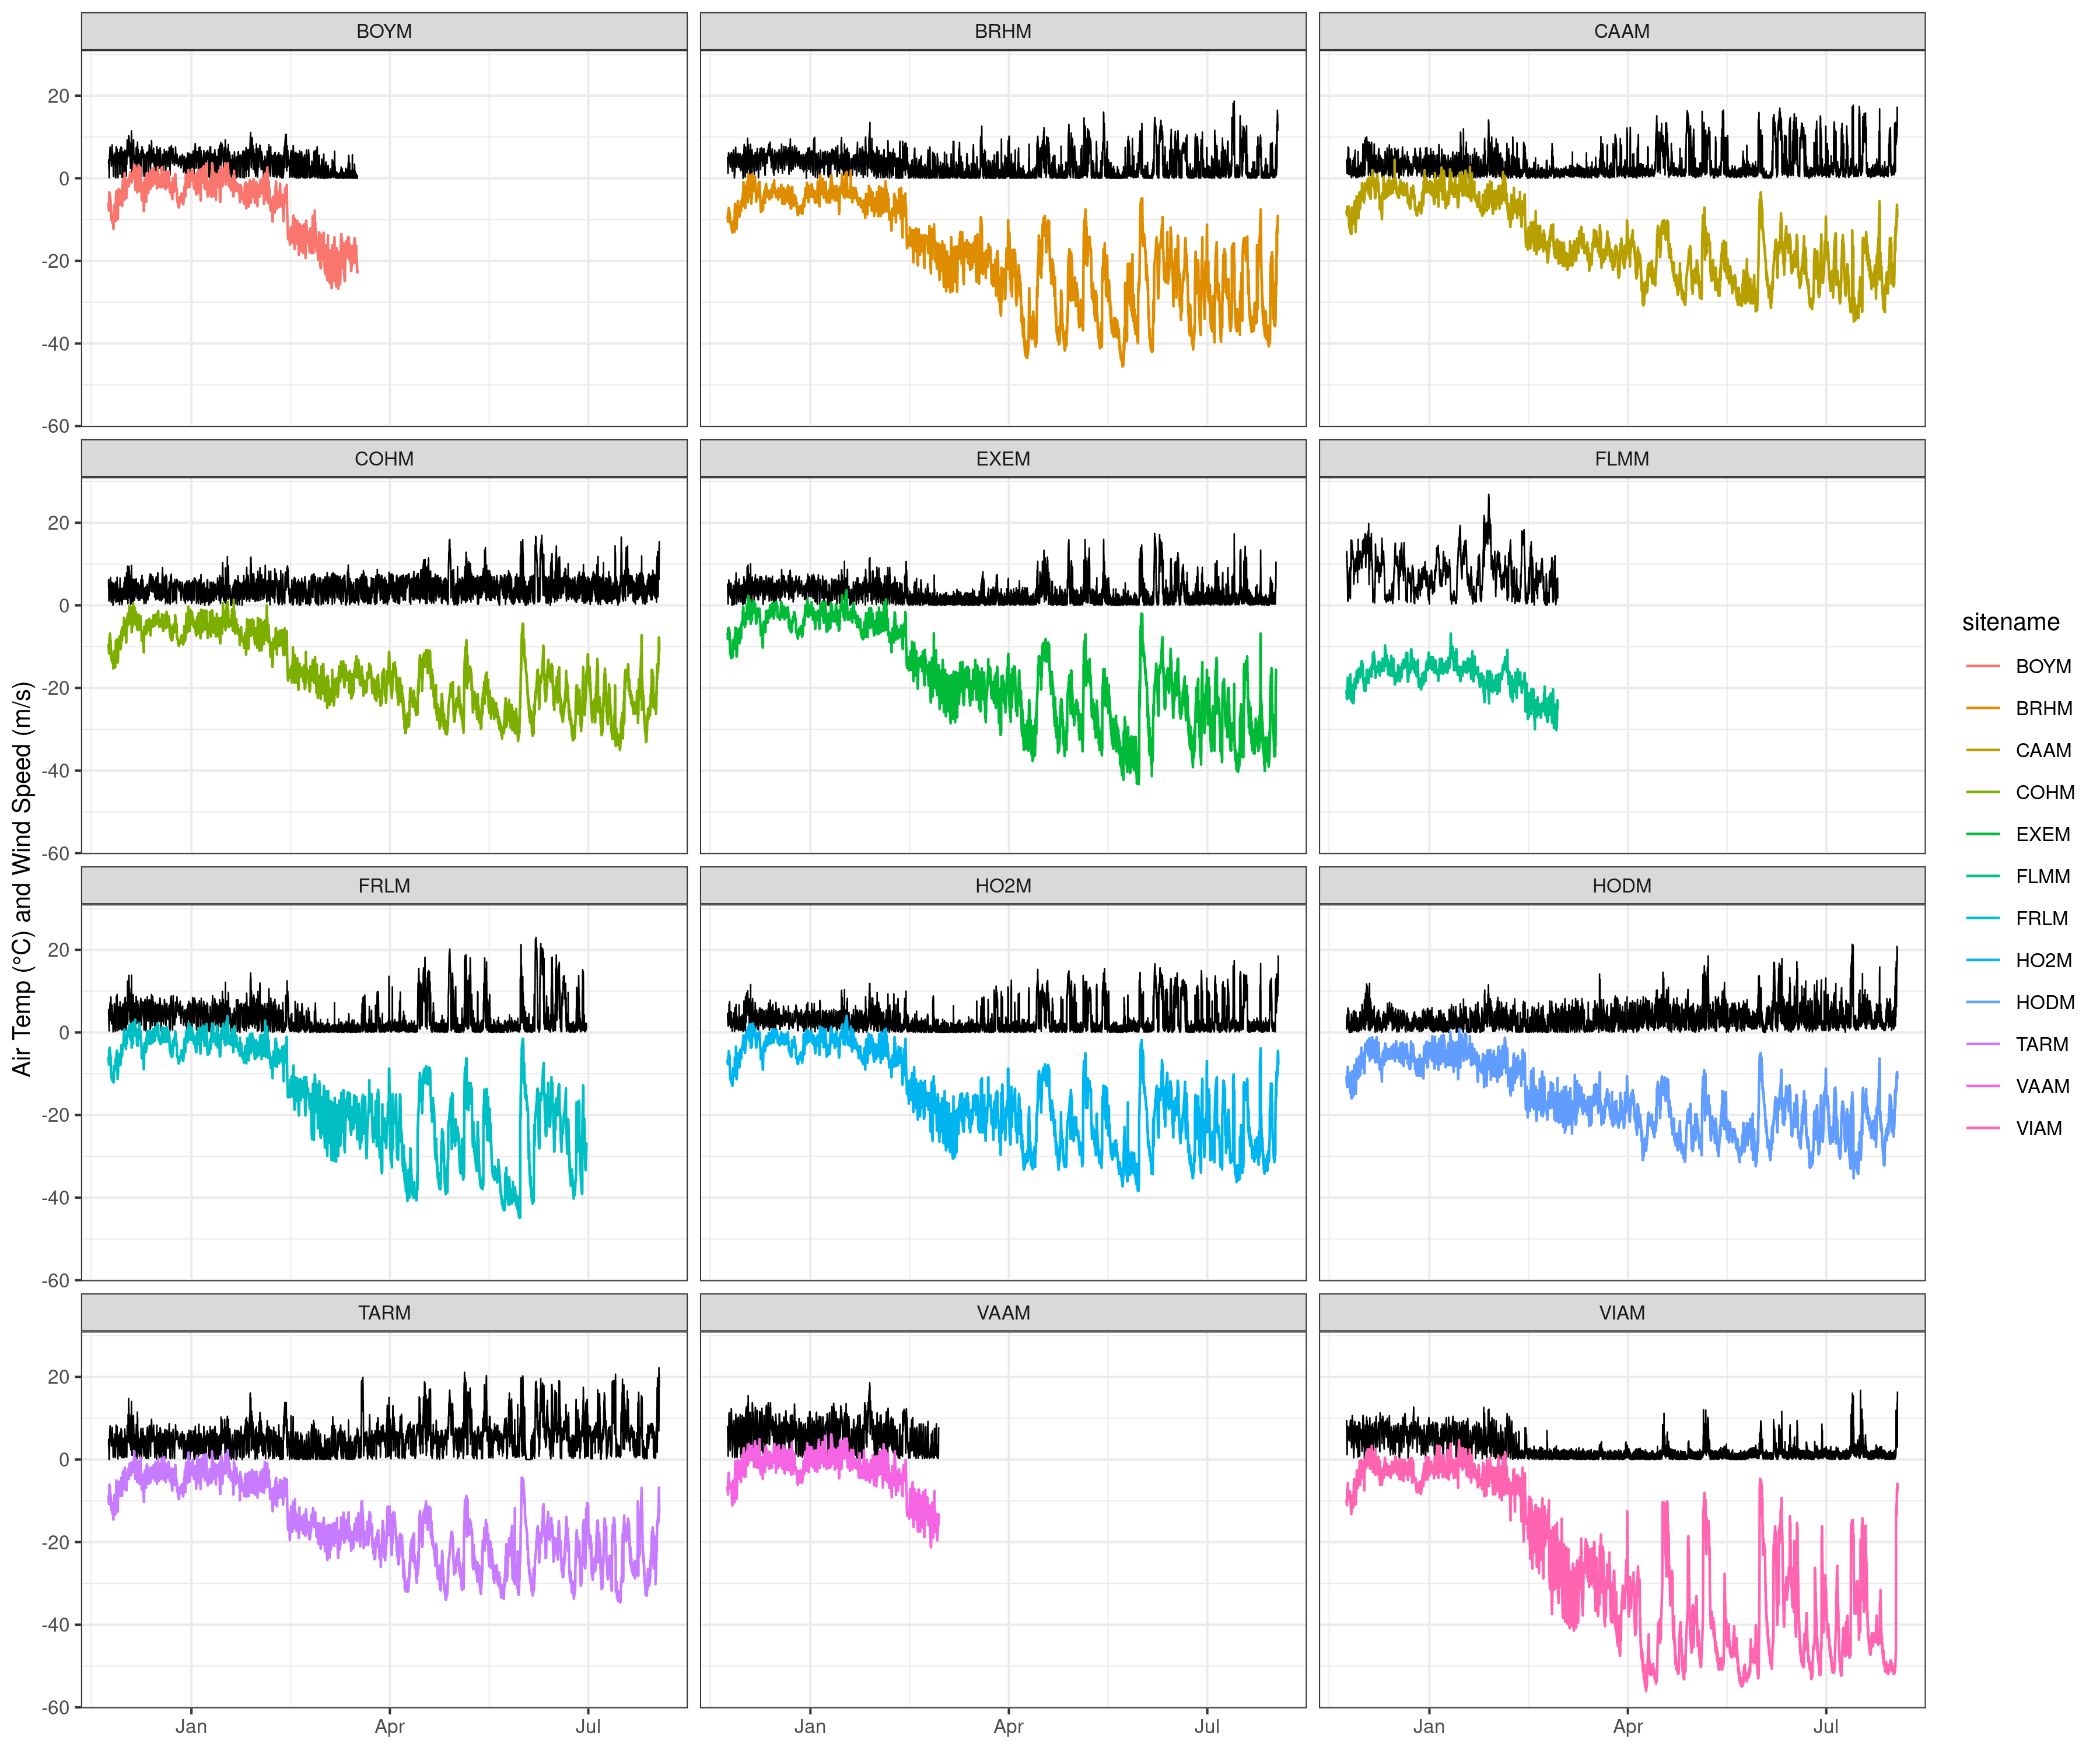 BOYM BRHM CAAM
20
0
-20
-40
-60
COHM EXEM FLMM
20
0
-20
-40
-60
FRLM HO2M HODM
20
0
-20
-40
-60
TARM VAAM VIAM
20
0
-20
-40
-60
Jan Apr Jul Jan Apr Jul Jan Apr Jul
Air Temp (°C) and Wind Speed (m/s)
sitename
BOYM
BRHM
CAAM
COHM
EXEM
FLMM
FRLM
HO2M
HODM
TARM
VAAM
VIAM